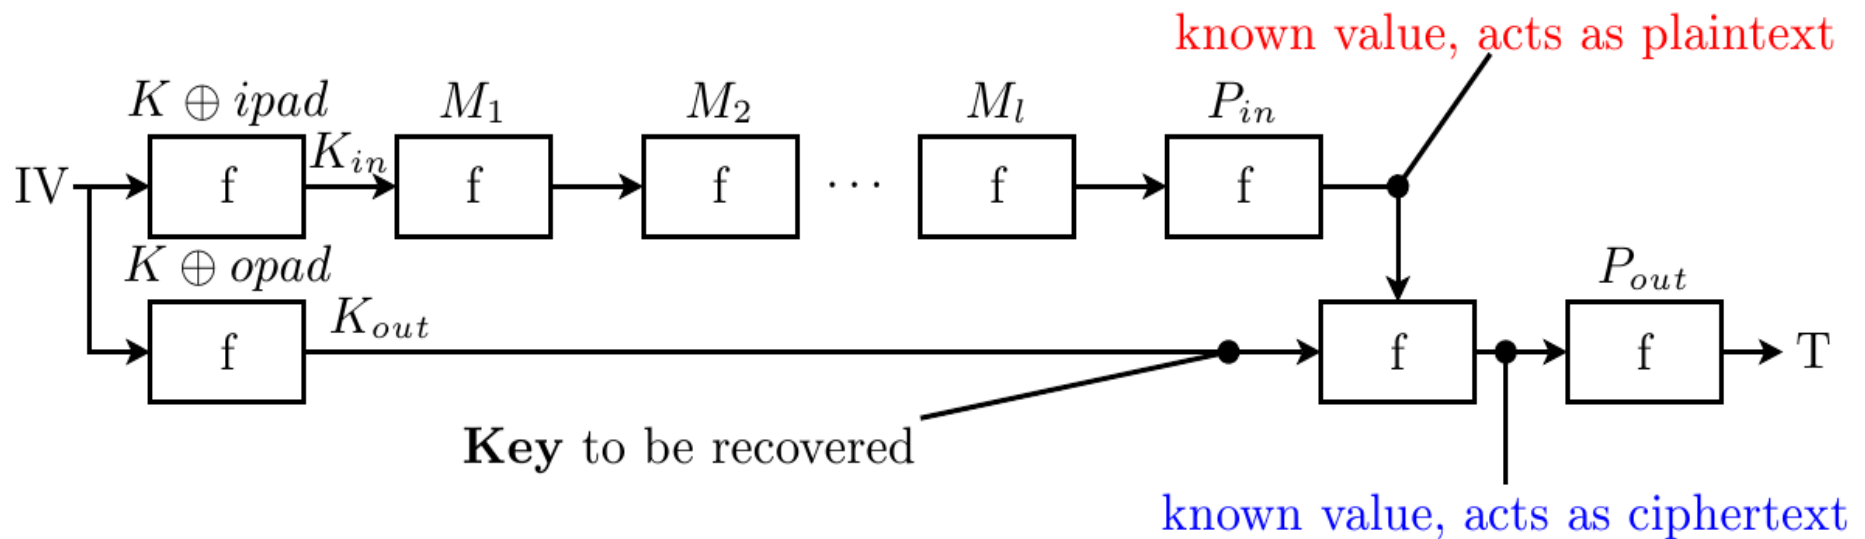 known value, acts as plaintext
K ⊕ ipad M₁ M₂ Mₗ Pᵢₙ
IV f Kᵢₙ f f ··· f f
K ⊕ opad Pₒᵤₜ
f Kₒᵤₜ f f T
Key to be recovered
known value, acts as ciphertext